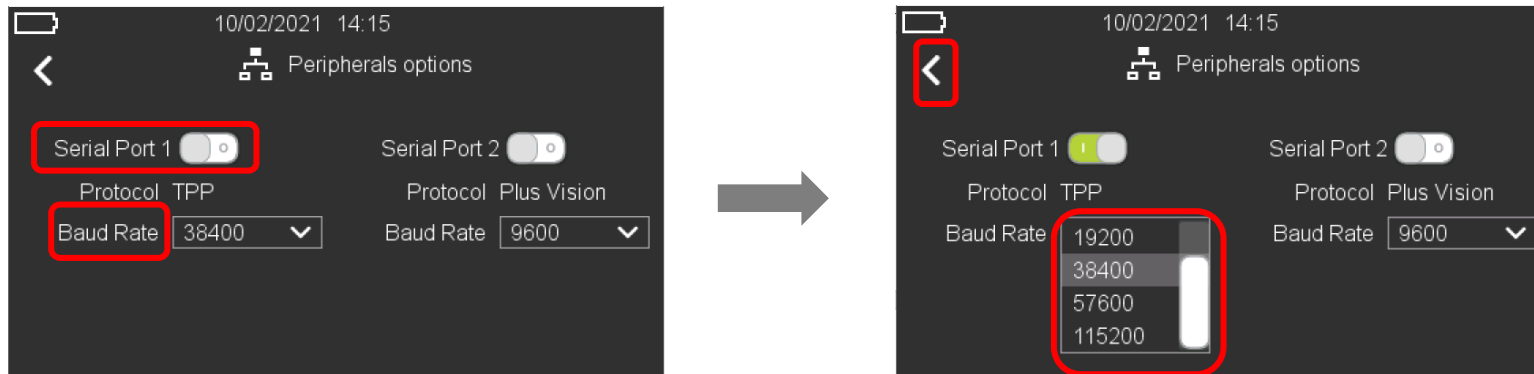 10/02/2021 14:15
Peripherals options
Serial Port 1
Serial Port 2
Protocol TPP
Protocol Plus Vision
Baud Rate 38400
Baud Rate 9600
10/02/2021 14:15
Peripherals options
Serial Port 1
Serial Port 2
Protocol TPP
Protocol Plus Vision
Baud Rate
19200
38400
57600
115200
Baud Rate 9600